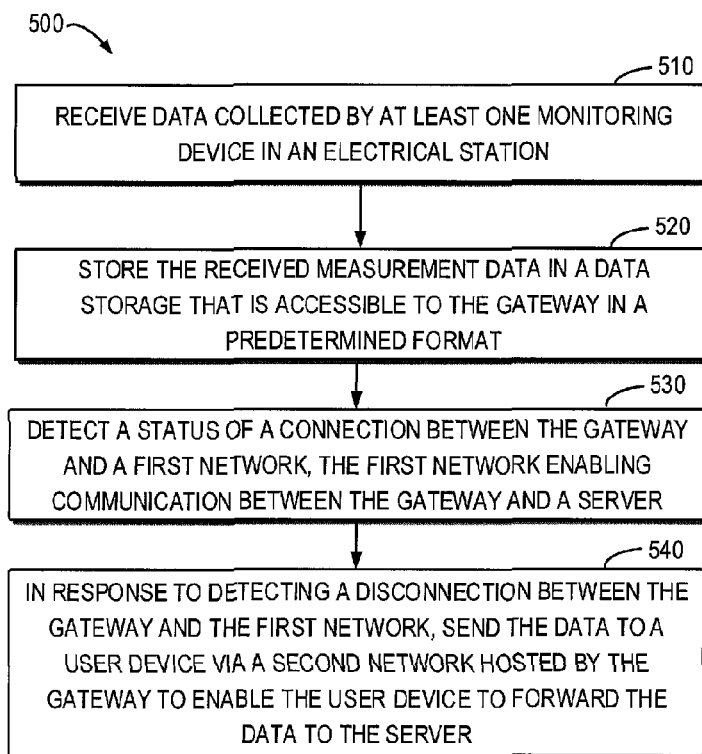 500
510
RECEIVE DATA COLLECTED BY AT LEAST ONE MONITORING
DEVICE IN AN ELECTRICAL STATION
520
STORE THE RECEIVED MEASUREMENT DATA IN A DATA
STORAGE THAT IS ACCESSIBLE TO THE GATEWAY IN A
PREDETERMINED FORMAT
530
DETECT A STATUS OF A CONNECTION BETWEEN THE GATEWAY
AND A FIRST NETWORK, THE FIRST NETWORK ENABLING
COMMUNICATION BETWEEN THE GATEWAY AND A SERVER
540
IN RESPONSE TO DETECTING A DISCONNECTION BETWEEN THE
GATEWAY AND THE FIRST NETWORK, SEND THE DATA TO A
USER DEVICE VIA A SECOND NETWORK HOSTED BY THE
GATEWAY TO ENABLE THE USER DEVICE TO FORWARD THE
DATA TO THE SERVER